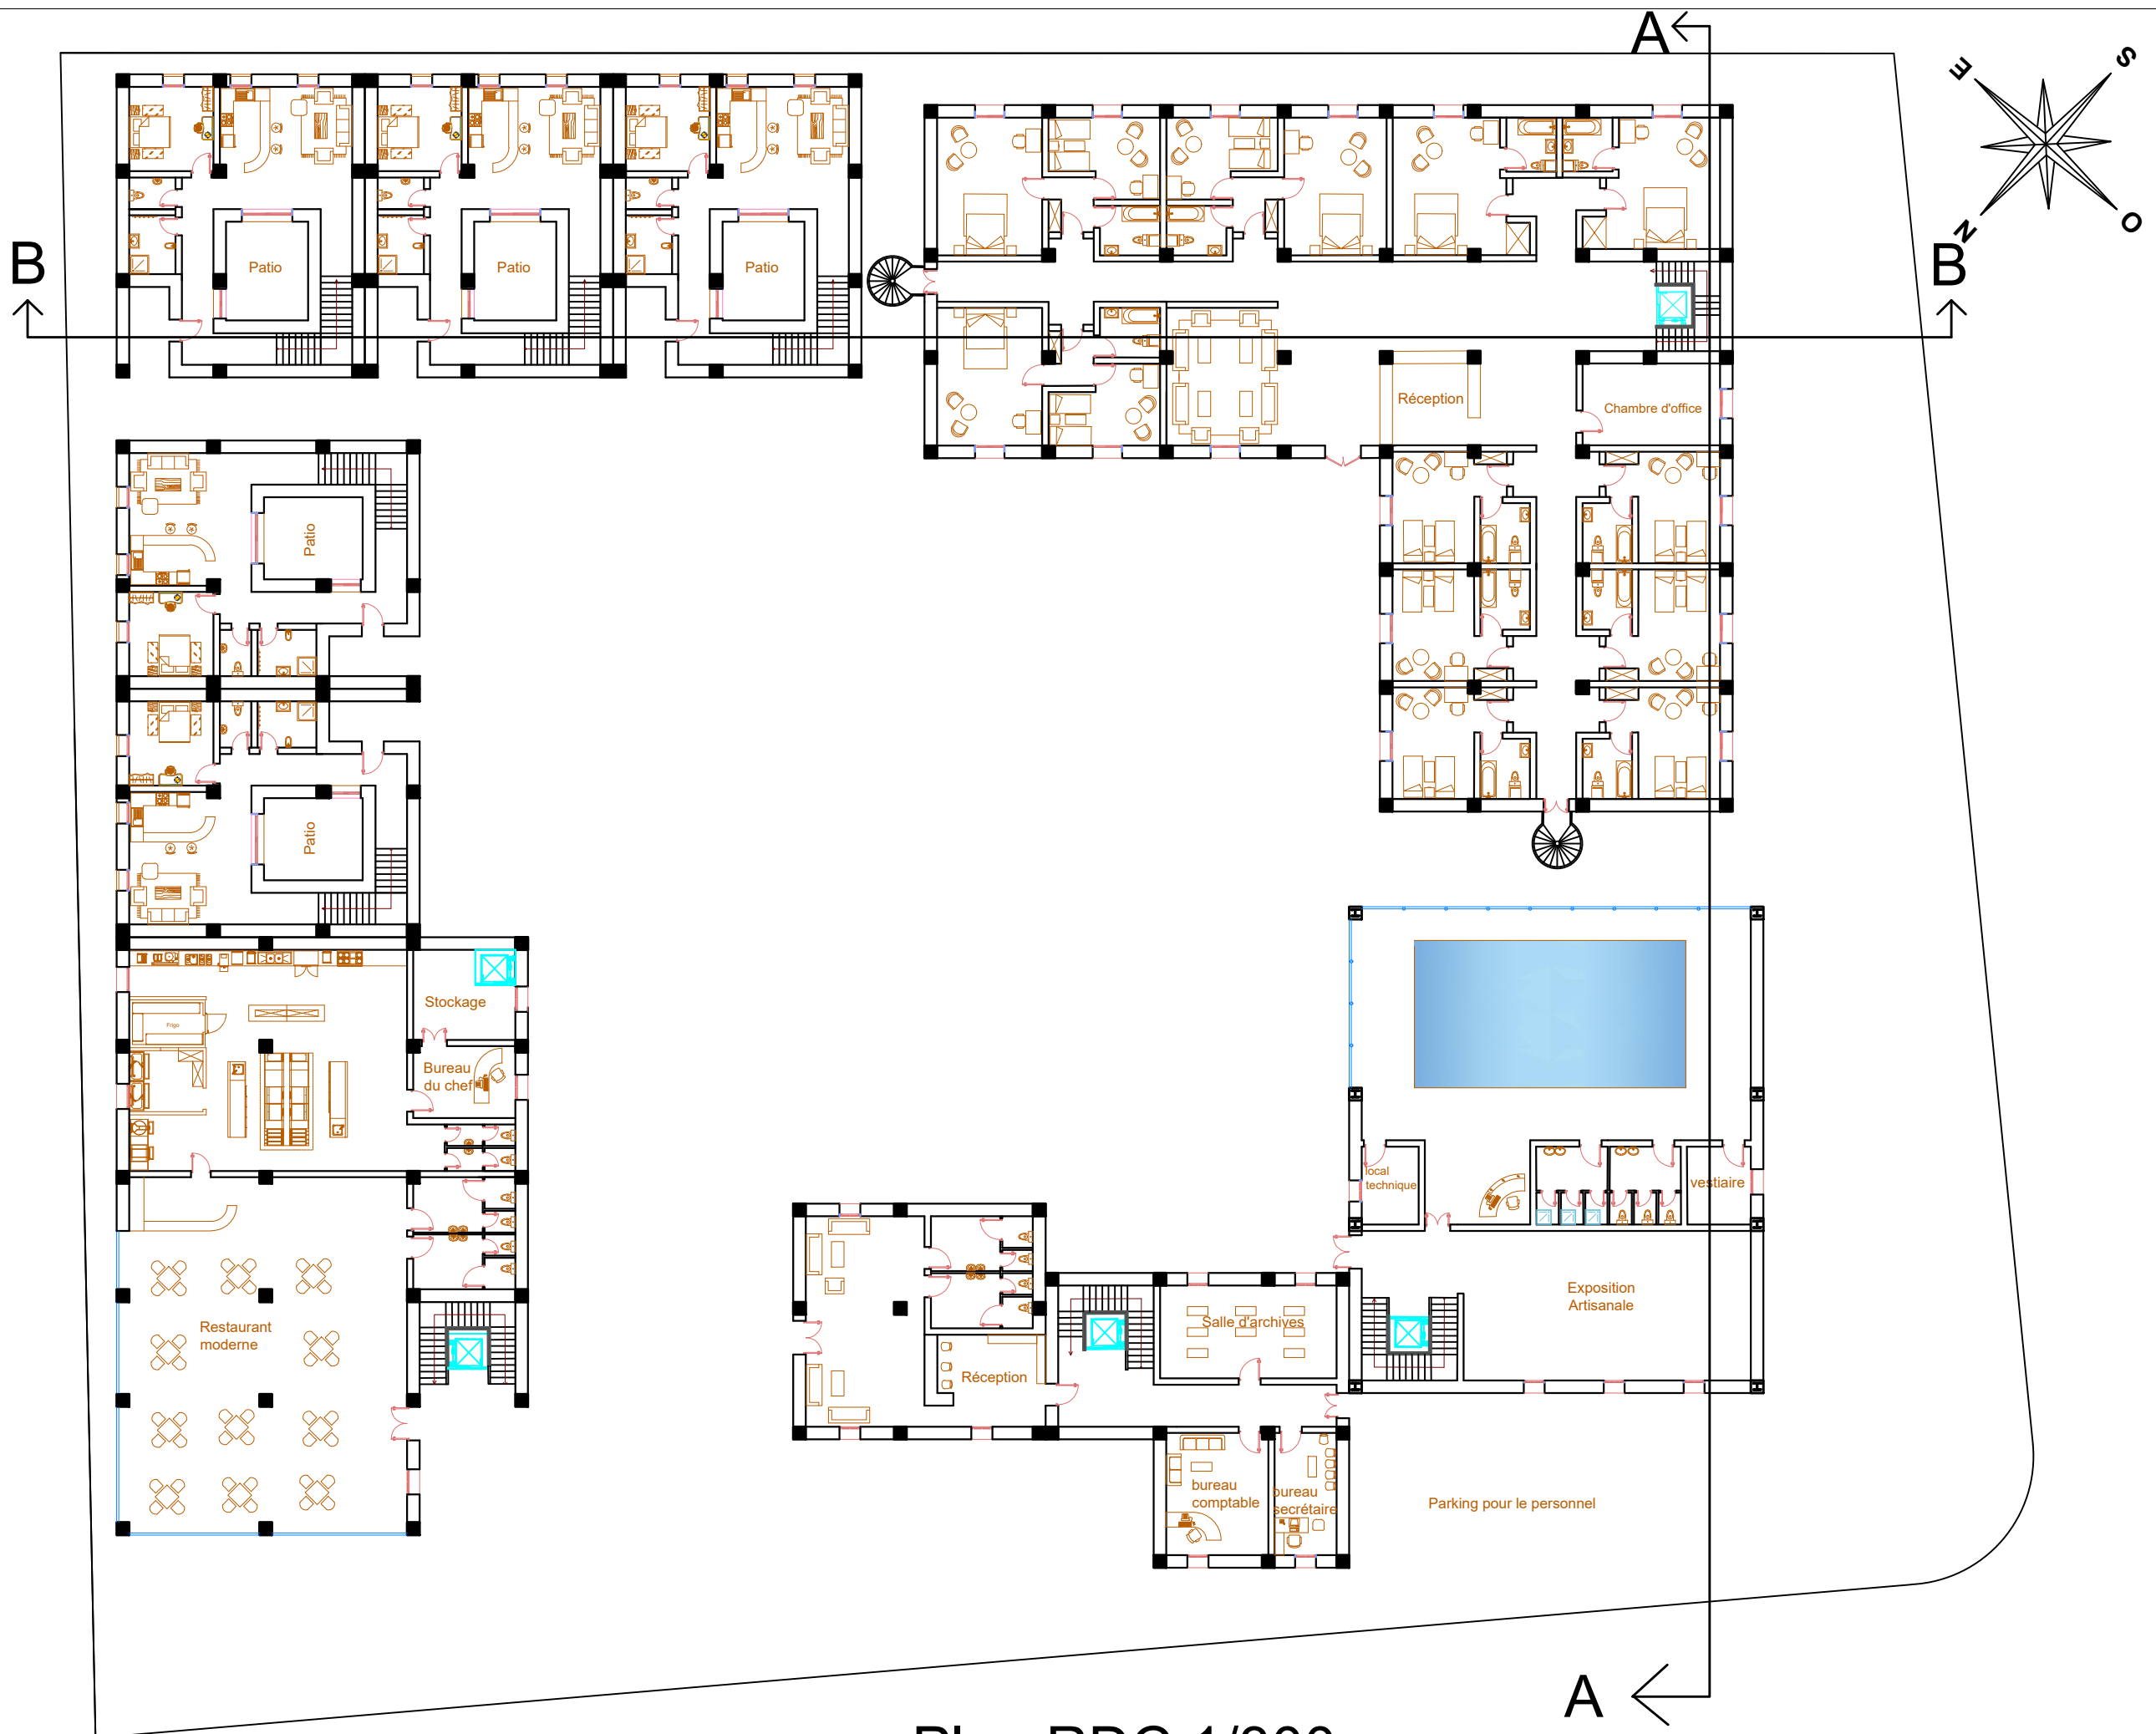 A
E
S
N
O
B
B
Patio
Patio
Patio
Réception
Chambre d'office
Patio
Patio
Stockage
Frigo
Bureau
du chef
local
technique
vestiaire
Exposition
Artisanale
Restaurant
moderne
Salle d'archives
Réception
bureau
comptable
bureau
secrétaire
Parking pour le personnel
A